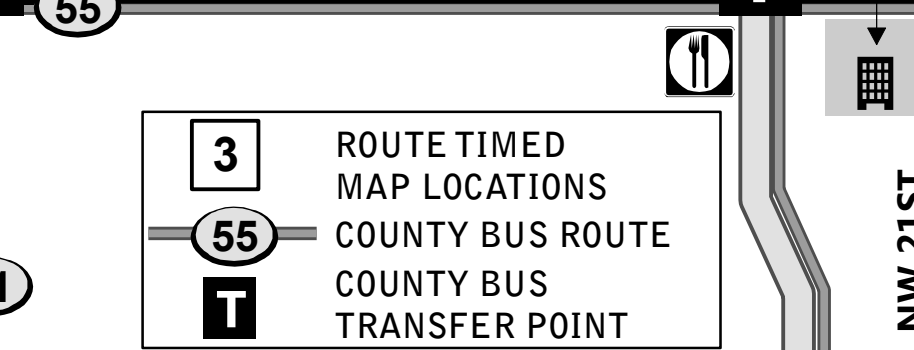 55
3
ROUTE TIMED
MAP LOCATIONS
55
COUNTY BUS ROUTE
T
COUNTY BUS
TRANSFER POINT
NW 21ST